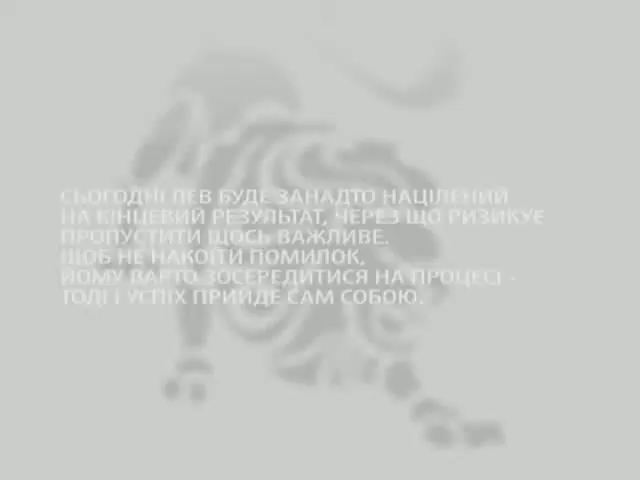 СЬОГОДНІ ЛЕВ БУДЕ ЗАНАДТО НАЦІЛЕНИЙ
НА КІНЦЕВИЙ РЕЗУЛЬТАТ, ЧЕРЕЗ ЩО РИЗИКУЄ
ПРОПУСТИТИ ЩОСЬ ВАЖЛИВЕ.
ЩОБ НЕ НАКОЇТИ ПОМИЛОК,
ЙОМУ ВАРТО ЗОСЕРЕДИТИСЯ НА ПРОЦЕСІ -
ТОДІ І УСПІХ ПРИЙДЕ САМ СОБОЮ.